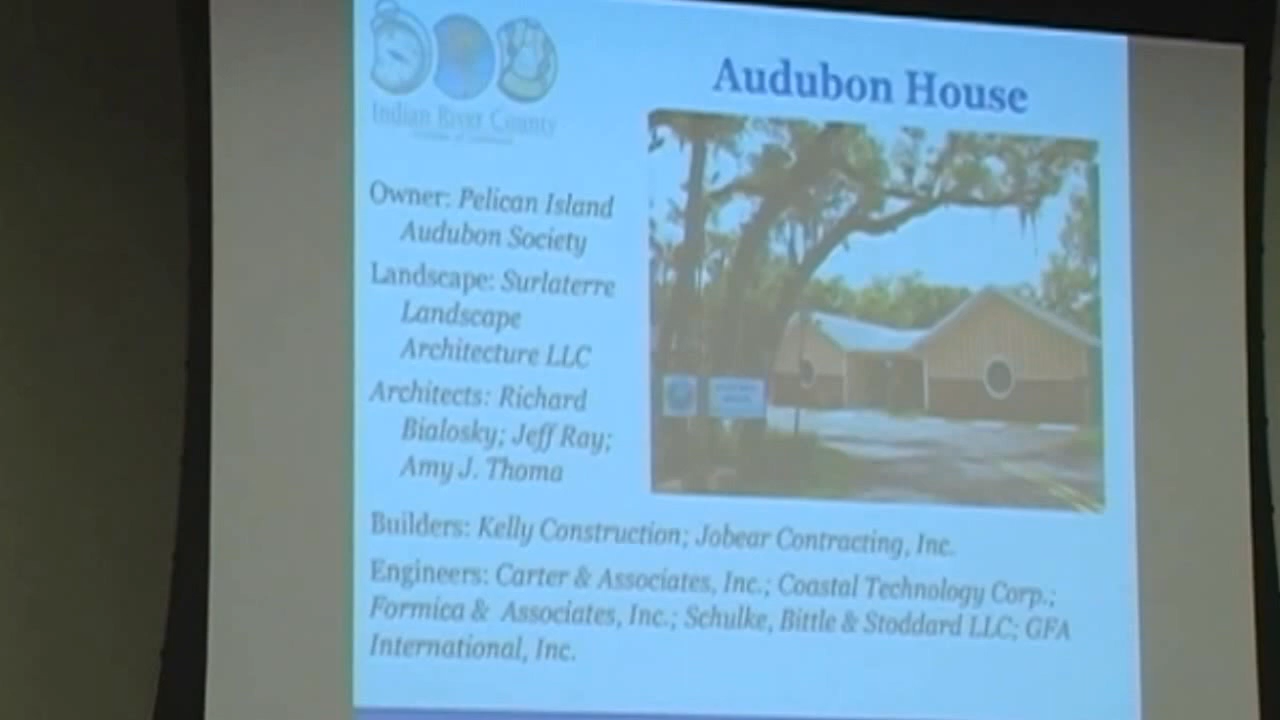 Indian River County
Audubon House
Owner: Pelican Island
Audubon Society
Landscape: Surlaterre
Landscape
Architecture LLC
Architects: Richard
Bialosky; Jeff Ray;
Amy J. Thoma
Builders: Kelly Construction; Jobear Contracting, Inc.
Engineers: Carter & Associates, Inc.; Coastal Technology Corp.;
Formica & Associates, Inc.; Schulke, Bittle & Stoddard LLC; GFA
International, Inc.